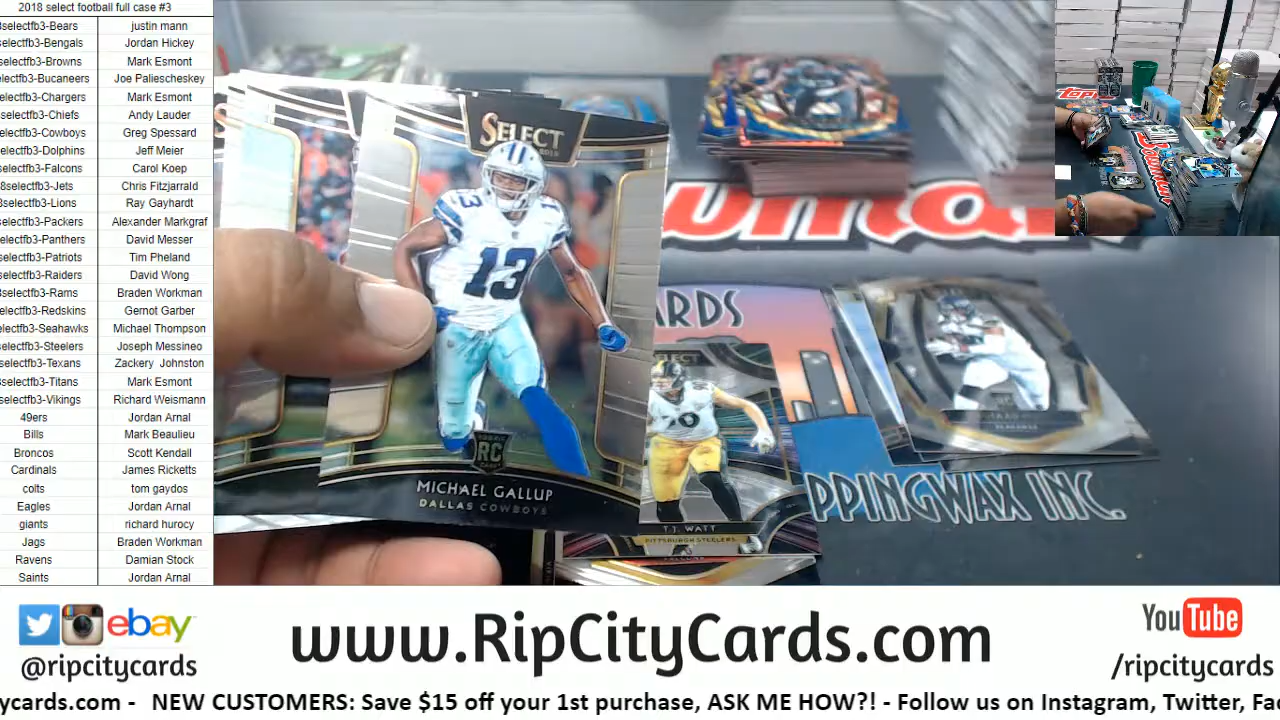 2018 select football full case #3
selectfb3-Bears justin mann
selectfb3-Bengals Jordan Hickey
selectfb3-Browns Mark Esmont
electfb3-Bucaneers Joe Paliescheskey
electfb3-Chargers Mark Esmont
selectfb3-Chiefs Andy Lauder
electfb3-Cowboys Greg Spessard
selectfb3-Dolphins Jeff Meier
selectfb3-Falcons Carol Koep
8selectfb3-Jets Chris Fitzjarrald
selectfb3-Lions Ray Gayhardt
selectfb3-Packers Alexander Markgraf
electfb3-Panthers David Messer
selectfb3-Patriots Tim Pheland
selectfb3-Raiders David Wong
selectfb3-Rams Braden Workman
electfb3-Redskins Gernot Garber
electfb3-Seahawks Michael Thompson
selectfb3-Steelers Joseph Messineo
selectfb3-Texans Zackery Johnston
selectfb3-Titans Mark Esmont
selectfb3-Vikings Richard Weismann
49ers Jordan Arnal
Bills Mark Beaulieu
Broncos Scott Kendall
Cardinals James Ricketts
colts tom gaydos
Eagles Jordan Arnal
giants richard hurocy
Jags Braden Workman
Ravens Damian Stock
Saints Jordan Arnal
SELECT
13
RC
MICHAEL GALLUP
DALLAS COWBOYS
ARDS
SELECT
T.J. WATT
PITTSBURGH STEELERS
PPINGWAX INC.
ebay
@ripcitycards
www.RipCityCards.com
YouTube
/ripcitycards
ycards.com - NEW CUSTOMERS: Save $15 off your 1st purchase, ASK ME HOW?! - Follow us on Instagram, Twitter, Fa